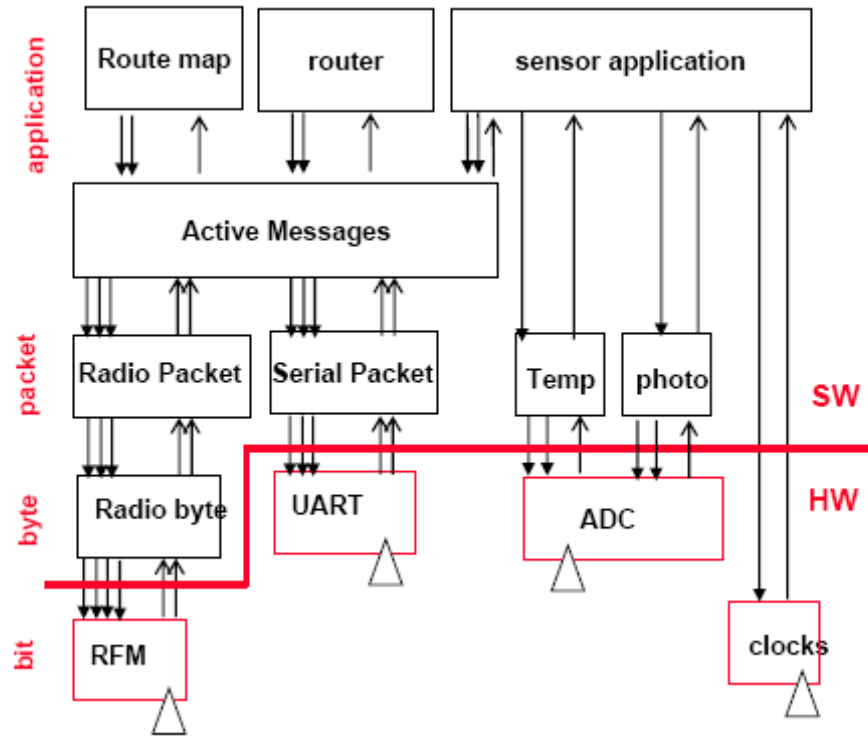 application
Route map
router
sensor application
Active Messages
packet
Radio Packet
Serial Packet
Temp
photo
SW
byte
Radio byte
UART
ADC
HW
bit
RFM
clocks